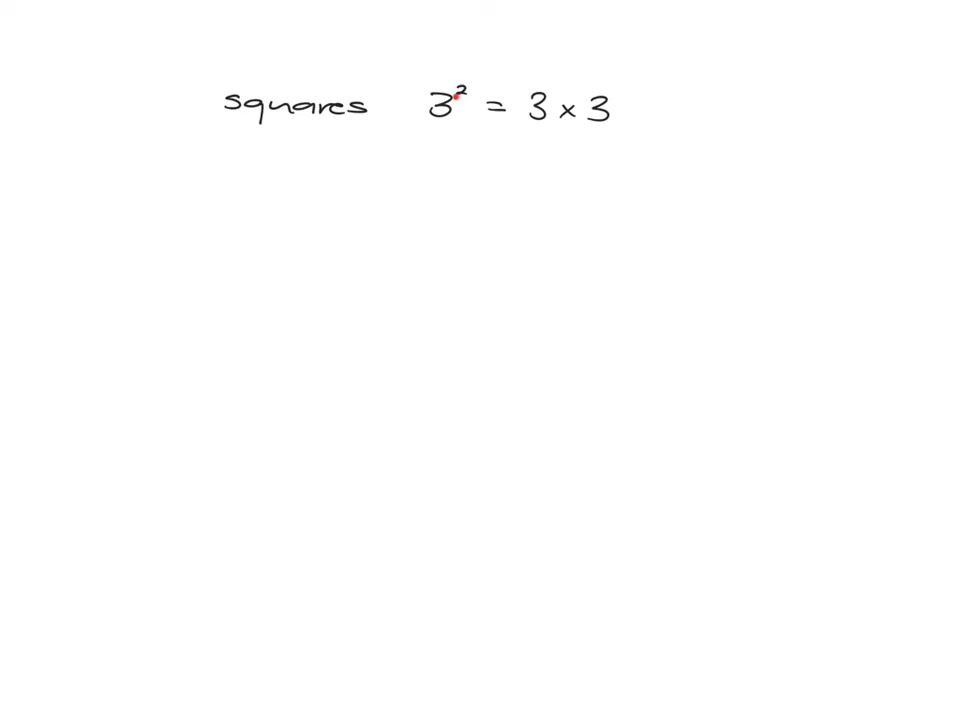 squares 3² = 3 × 3